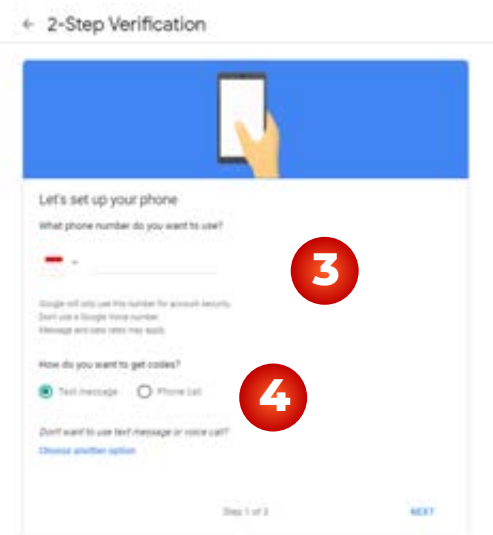 2-Step Verification
Let's set up your phone
What phone number do you want to use?
3
Google will only use this number for account security.
Don't use a Google Voice number.
Message and data rates may apply.
How do you want to get codes?
Text message Phone call
4
Don't want to use text message or voice call?
Choose another option
Step 1 of 3 NEXT